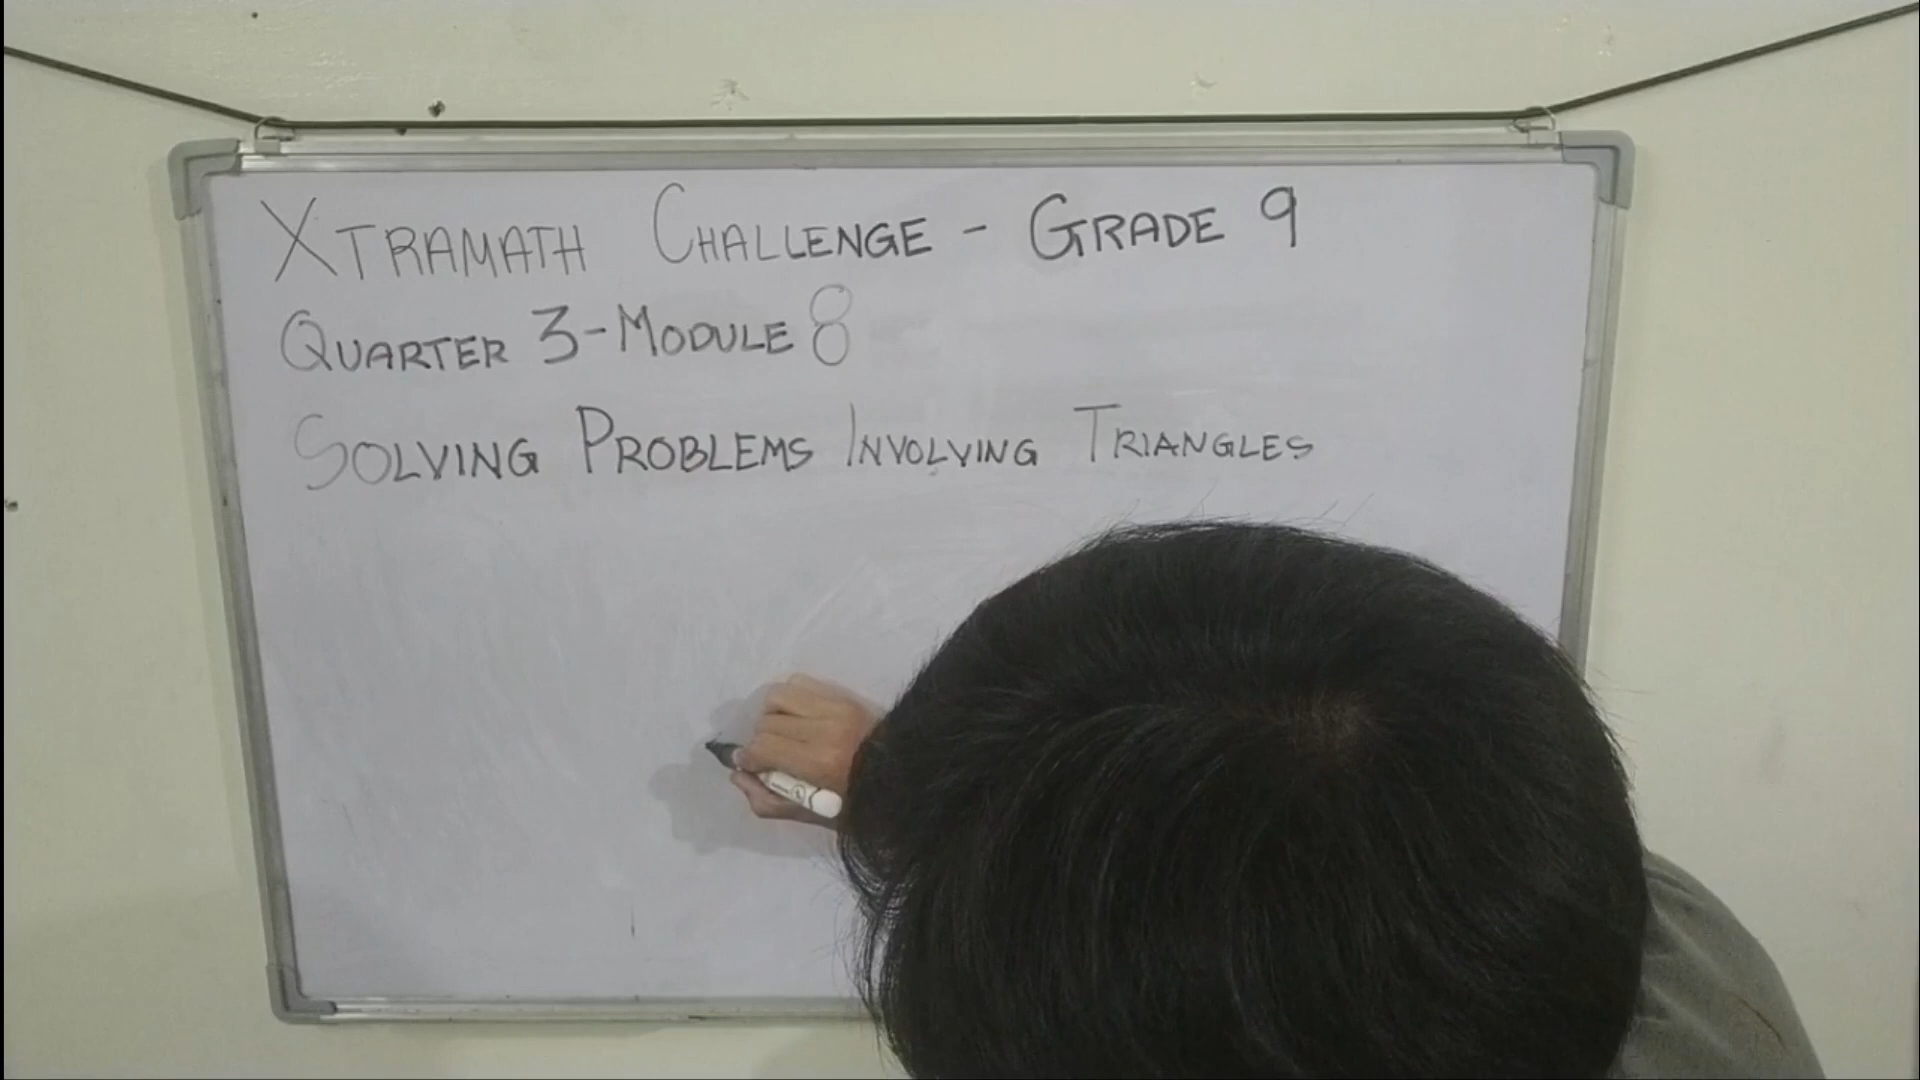 XTRAMATH CHALLENGE - GRADE 9
QUARTER 3-MODULE 8
SOLVING PROBLEMS INVOLVING TRIANGLES